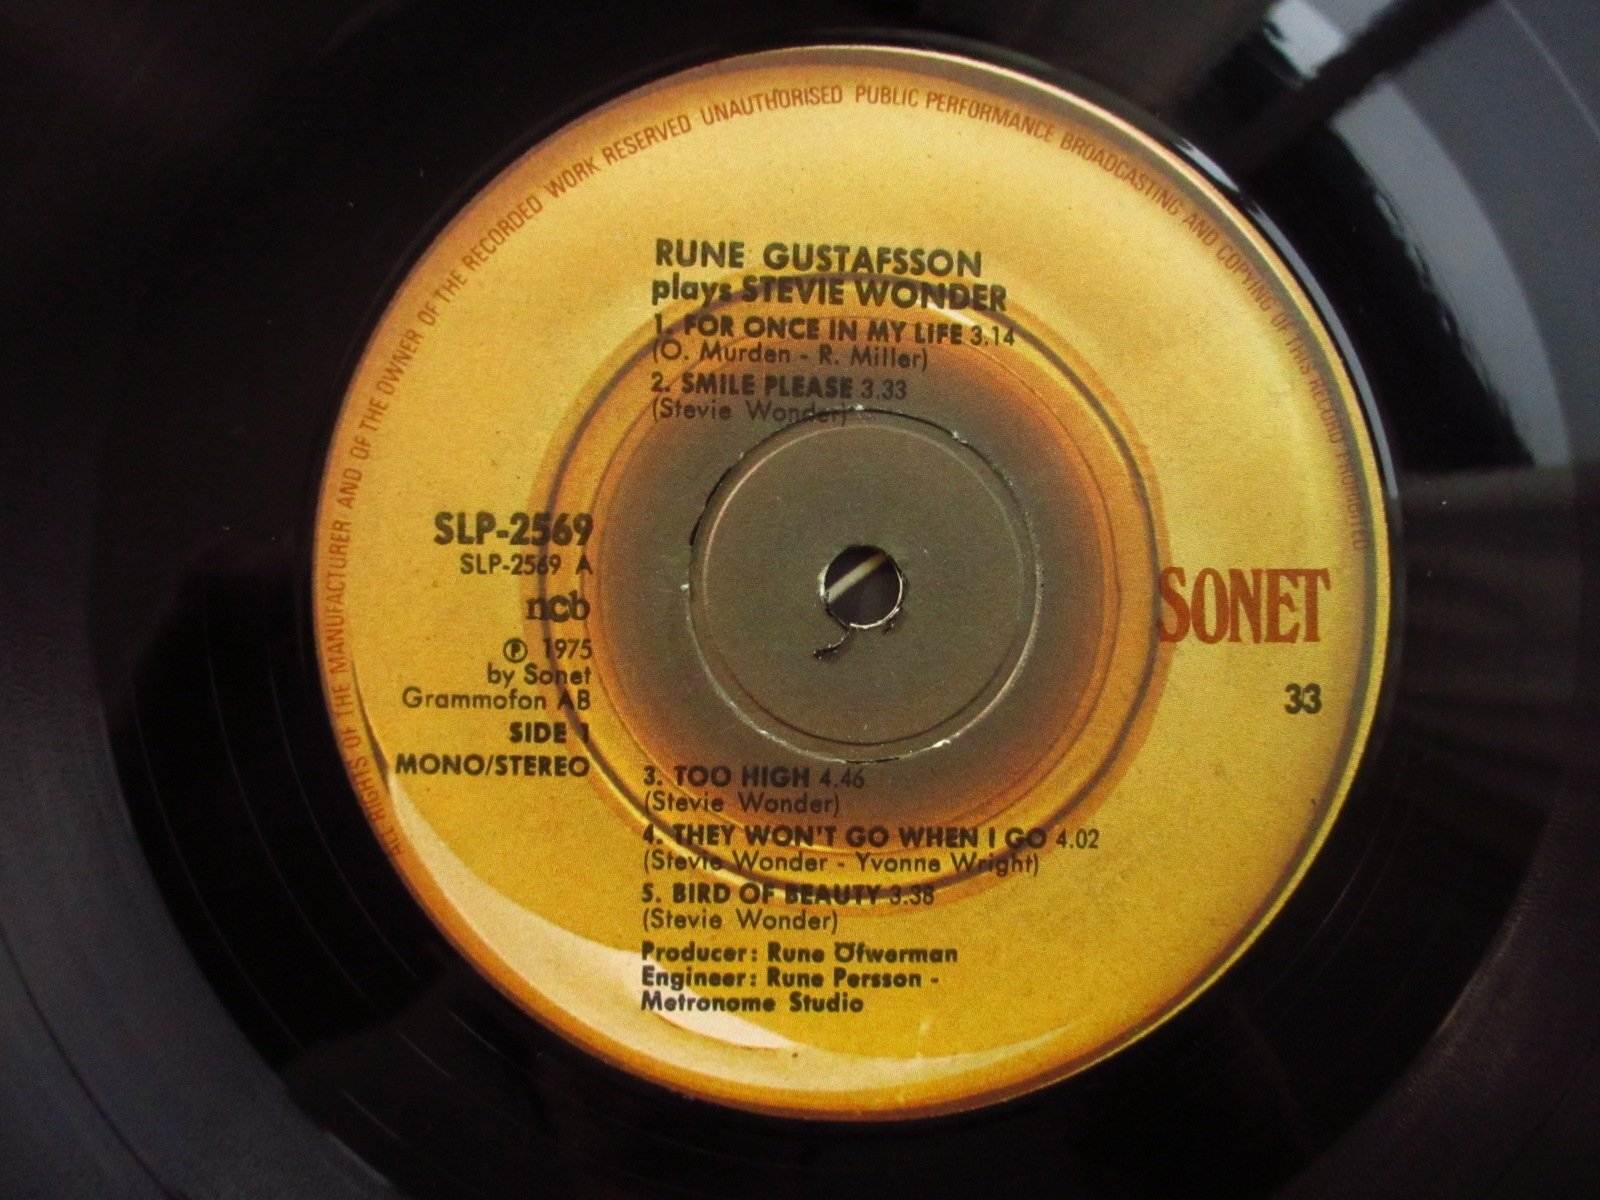 ALL RIGHTS OF THE MANUFACTURER AND OF THE OWNER OF THE RECORDED WORK RESERVED UNAUTHORISED PUBLIC PERFORMANCE BROADCASTING AND COPYING OF THIS RECORD PROHIBITED
RUNE GUSTAFSSON
plays STEVIE WONDER
1. FOR ONCE IN MY LIFE 3.14
(O. Murden - R. Miller)
2. SMILE PLEASE 3.33
(Stevie Wonder)
SLP-2569
SLP-2569 A
ncb
℗ 1975
by Sonet
Grammofon AB
SIDE 1
MONO/STEREO
SONET
33
3. TOO HIGH 4.46
(Stevie Wonder)
4. THEY WON'T GO WHEN I GO 4.02
(Stevie Wonder - Yvonne Wright)
5. BIRD OF BEAUTY 3.38
(Stevie Wonder)
Producer: Rune Öfwerman
Engineer: Rune Persson -
Metronome Studio